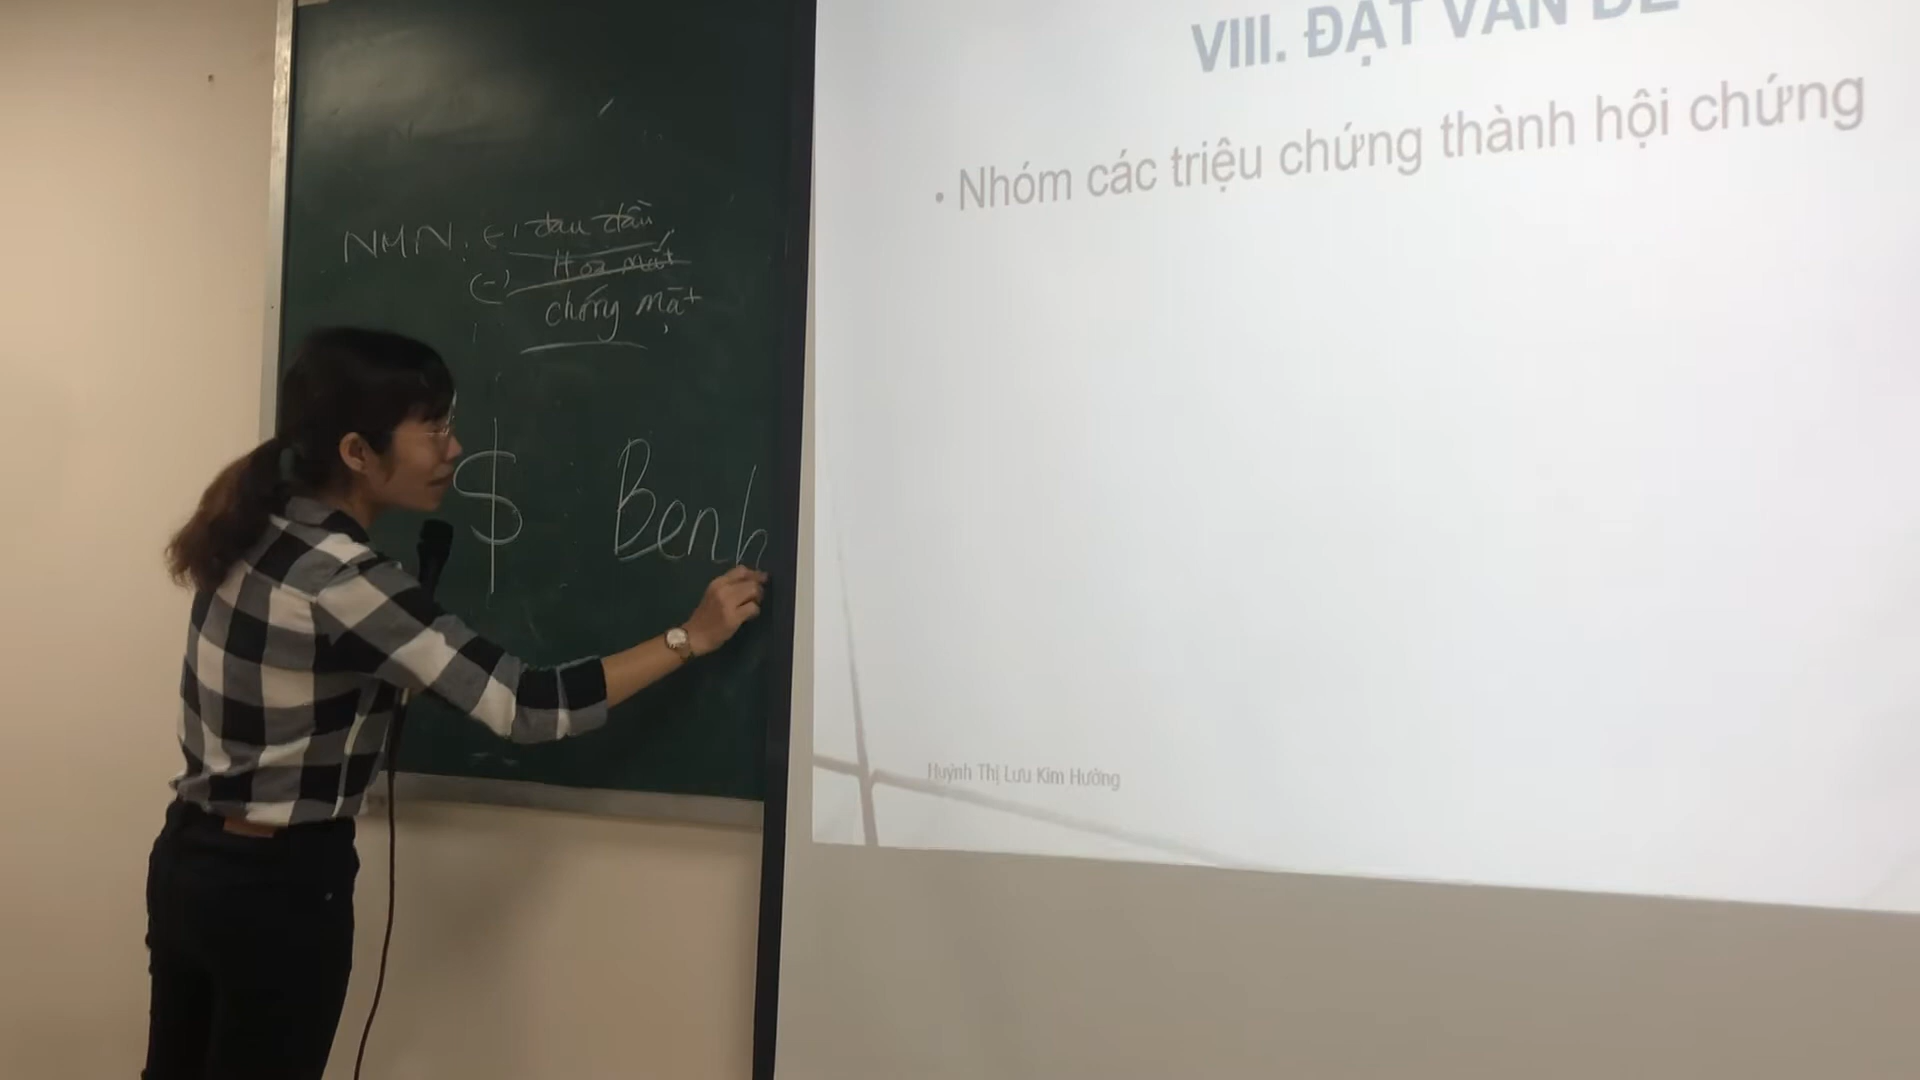 NMN: (-) đau đầu
(-) Hoa mắt
chóng mặt
$ Benh
VIII. ĐẶT VẤN ĐỀ
• Nhóm các triệu chứng thành hội chứng
Huỳnh Thị Lưu Kim Hường